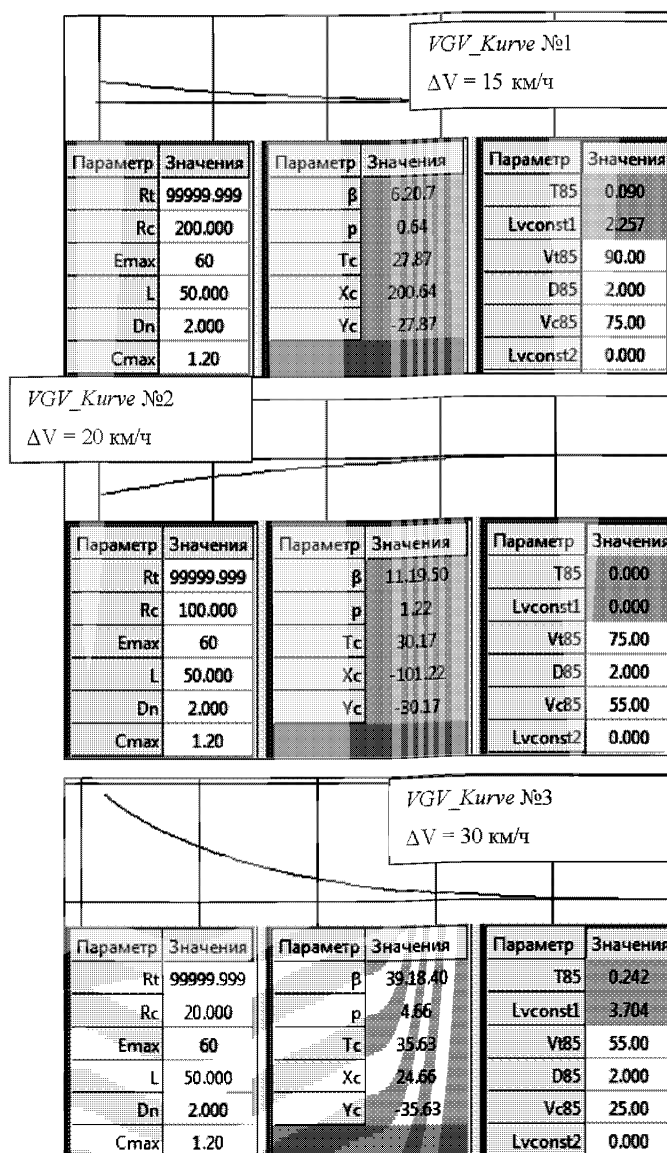 VGV_Kurve №1
ΔV = 15 км/ч
Параметр Значения
Rt 99999.999
Rc 200.000
Emax 60
L 50.000
Dn 2.000
Cmax 1.20
Параметр Значения
β 6.20.7
p 0.64
Tc 27.87
Xc 200.64
Yc -27.87
Параметр Значения
T85 0.090
Lvconst1 2.257
Vt85 90.00
D85 2.000
Vc85 75.00
Lvconst2 0.000
VGV_Kurve №2
ΔV = 20 км/ч
Параметр Значения
Rt 99999.999
Rc 100.000
Emax 60
L 50.000
Dn 2.000
Cmax 1.20
Параметр Значения
β 11.19.50
p 1.22
Tc 30.17
Xc -101.22
Yc -30.17
Параметр Значения
T85 0.000
Lvconst1 0.000
Vt85 75.00
D85 2.000
Vc85 55.00
Lvconst2 0.000
VGV_Kurve №3
ΔV = 30 км/ч
Параметр Значения
Rt 99999.999
Rc 20.000
Emax 60
L 50.000
Dn 2.000
Cmax 1.20
Параметр Значения
β 39.18.40
p 4.66
Tc 35.63
Xc 24.66
Yc -35.63
Параметр Значения
T85 0.242
Lvconst1 3.704
Vt85 55.00
D85 2.000
Vc85 25.00
Lvconst2 0.000